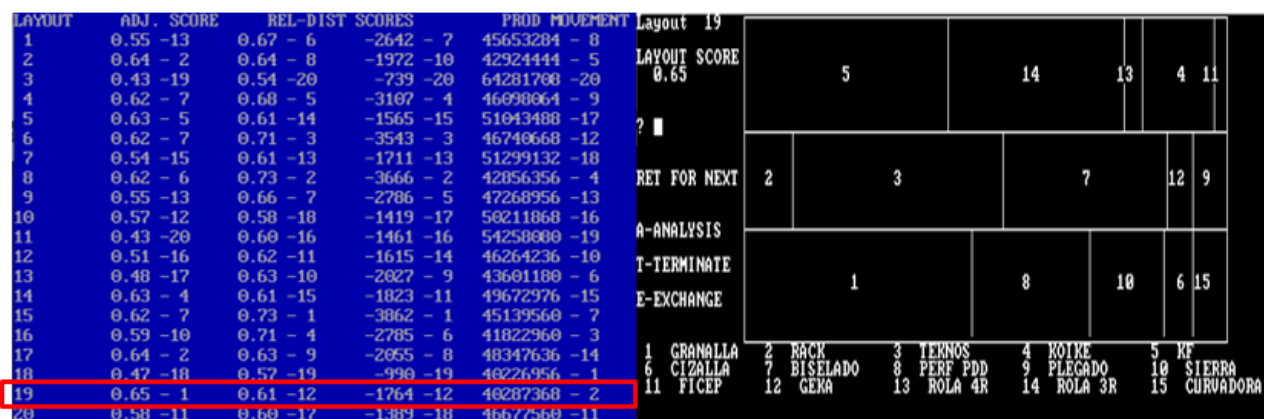 LAYOUT ADJ. SCORE REL-DIST SCORES PROD MOVEMENT
1 0.55 -13 0.67 - 6 -2642 - 7 45653284 - 8
2 0.64 - 2 0.64 - 8 -1972 -10 42924444 - 5
3 0.43 -19 0.54 -20 -739 -20 64281708 -20
4 0.62 - 7 0.68 - 5 -3107 - 4 46098064 - 9
5 0.63 - 5 0.61 -14 -1565 -15 51043488 -17
6 0.62 - 7 0.71 - 3 -3543 - 3 46740668 -12
7 0.54 -15 0.61 -13 -1711 -13 51299132 -18
8 0.62 - 6 0.73 - 2 -3666 - 2 42856356 - 4
9 0.55 -13 0.66 - 7 -2786 - 5 47268956 -13
10 0.57 -12 0.58 -18 -1419 -17 50211868 -16
11 0.43 -20 0.60 -16 -1461 -16 54258080 -19
12 0.51 -16 0.62 -11 -1615 -14 46264236 -10
13 0.48 -17 0.63 -10 -2027 - 9 43601180 - 6
14 0.63 - 4 0.61 -15 -1823 -11 49672976 -15
15 0.62 - 7 0.73 - 1 -3862 - 1 45139560 - 7
16 0.59 -10 0.71 - 4 -2785 - 6 41822960 - 3
17 0.64 - 2 0.63 - 9 -2055 - 8 48347636 -14
18 0.47 -18 0.57 -19 -990 -19 40226956 - 1
19 0.65 - 1 0.61 -12 -1764 -12 40287368 - 2
20 0.58 -11 0.60 -17 -1389 -18 46677560 -11
Layout 19
LAYOUT SCORE
0.65
?
RET FOR NEXT
A-ANALYSIS
T-TERMINATE
E-EXCHANGE
5 14 13 4 11
2 3 7 12 9
1 8 10 6 15
1 GRANALLA 2 RACK 3 TEKNOS 4 KOIKE 5 KF
6 CIZALLA 7 BISELADO 8 PERF PDD 9 PLEGADO 10 SIERRA
11 FICEP 12 GEKA 13 ROLA 4R 14 ROLA 3R 15 CURVADORA